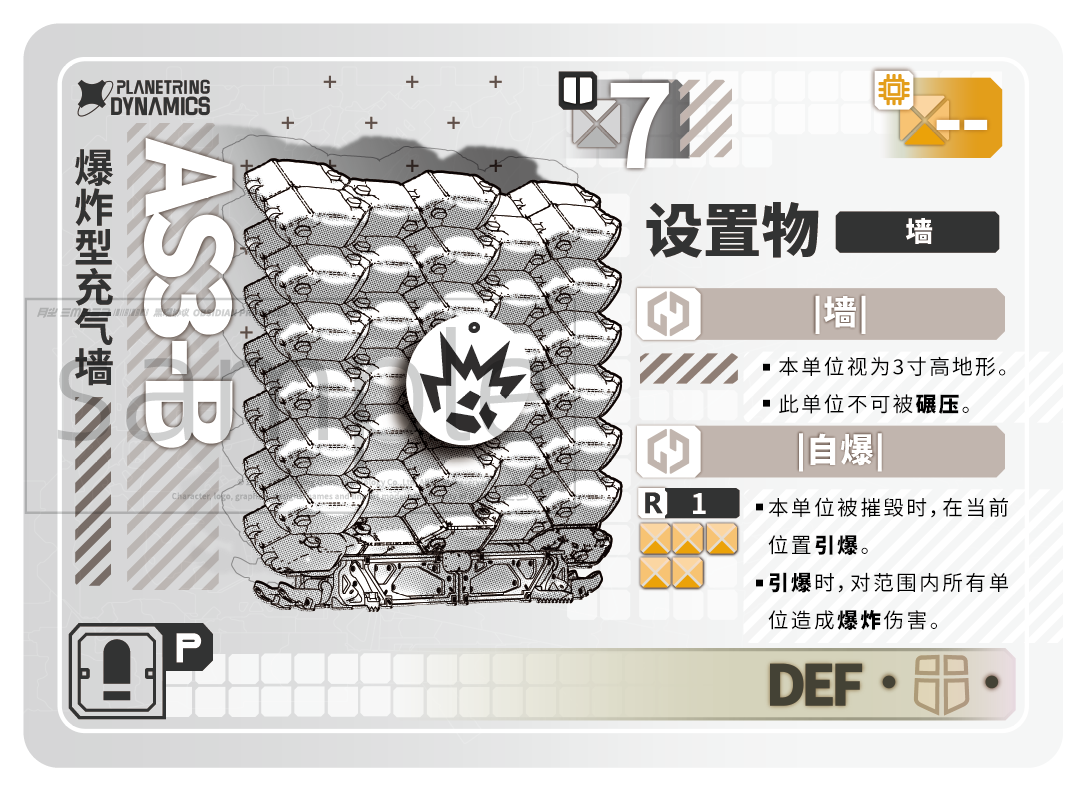 PLANETRING
DYNAMICS
爆炸型充气墙
AS3-B
7
--
设置物
墙
|墙|
▪ 本单位视为3寸高地形。
▪ 此单位不可被碾压。
|自爆|
R 1
▪本单位被摧毁时，在当前
位置引爆。
▪引爆时，对范围内所有单
位造成爆炸伤害。
sample
P
DEF